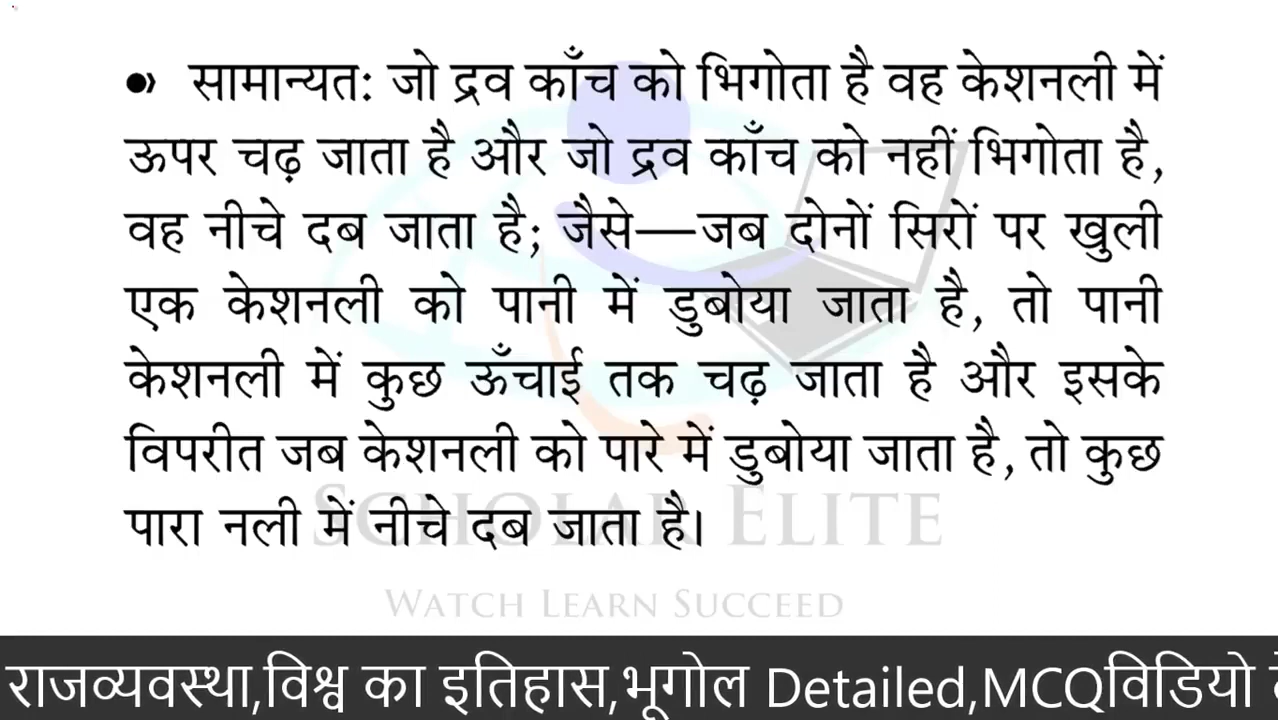 सामान्यत: जो द्रव काँच को भिगोता है वह केशनली में
ऊपर चढ़ जाता है और जो द्रव काँच को नहीं भिगोता है,
वह नीचे दब जाता है; जैसे—जब दोनों सिरों पर खुली
एक केशनली को पानी में डुबोया जाता है, तो पानी
केशनली में कुछ ऊँचाई तक चढ़ जाता है और इसके
विपरीत जब केशनली को पारे में डुबोया जाता है, तो कुछ
पारा नली में नीचे दब जाता है।
SCHOLAR ELITE
WATCH LEARN SUCCEED
राजव्यवस्था,विश्व का इतिहास,भूगोल Detailed,MCQविडियो